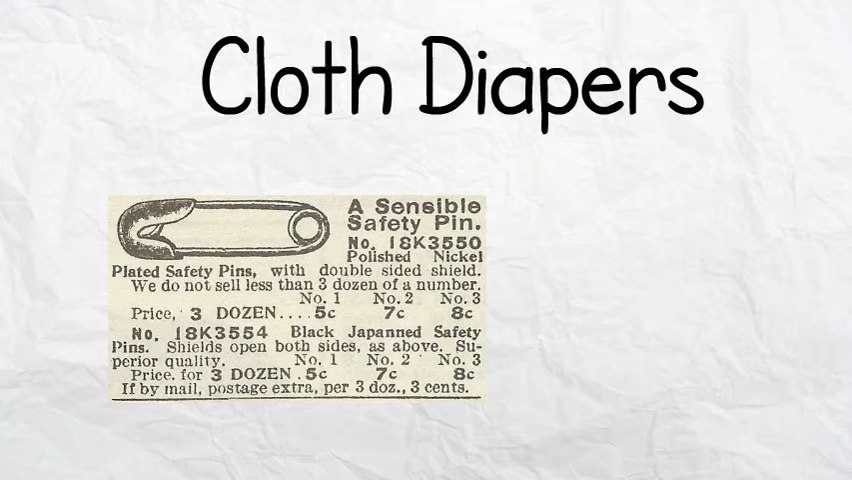 Cloth Diapers
A Sensible
Safety Pin.
No. 18K3550
Polished Nickel
Plated Safety Pins, with double sided shield.
We do not sell less than 3 dozen of a number.
No. 1 No. 2 No. 3
Price, 3 DOZEN....5c 7c 8c
No. 18K3554 Black Japanned Safety
Pins. Shields open both sides, as above. Su-
perior quality. No. 1 No. 2 No. 3
Price, for 3 DOZEN .5c 7c 8c
If by mail, postage extra, per 3 doz., 3 cents.